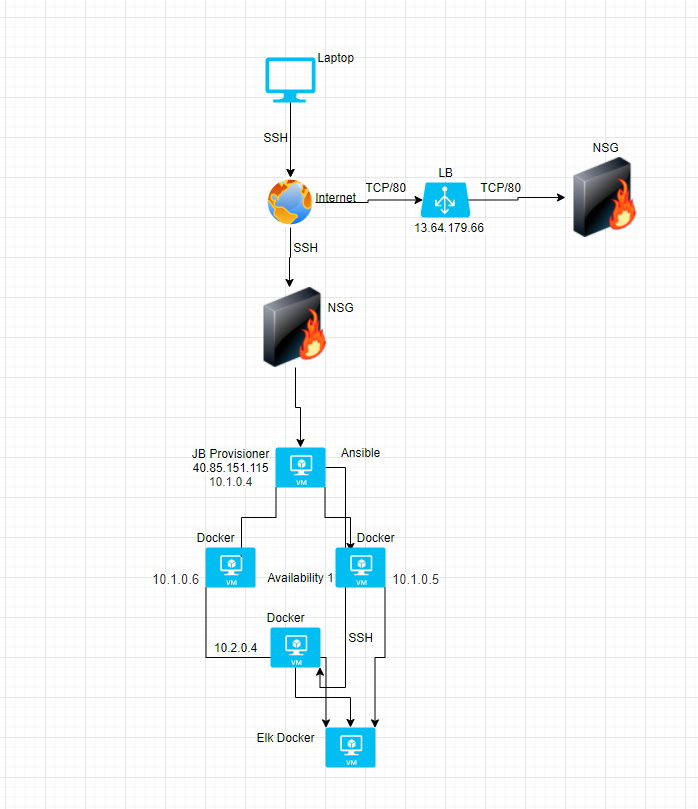 Laptop
SSH
NSG
LB
Internet
TCP/80
TCP/80
13.64.179.66
SSH
NSG
JB Provisioner
40.85.151.115
10.1.0.4
Ansible
VM
Docker
Docker
10.1.0.6
VM
Availability 1
VM
10.1.0.5
Docker
10.2.0.4
VM
SSH
Elk Docker
VM